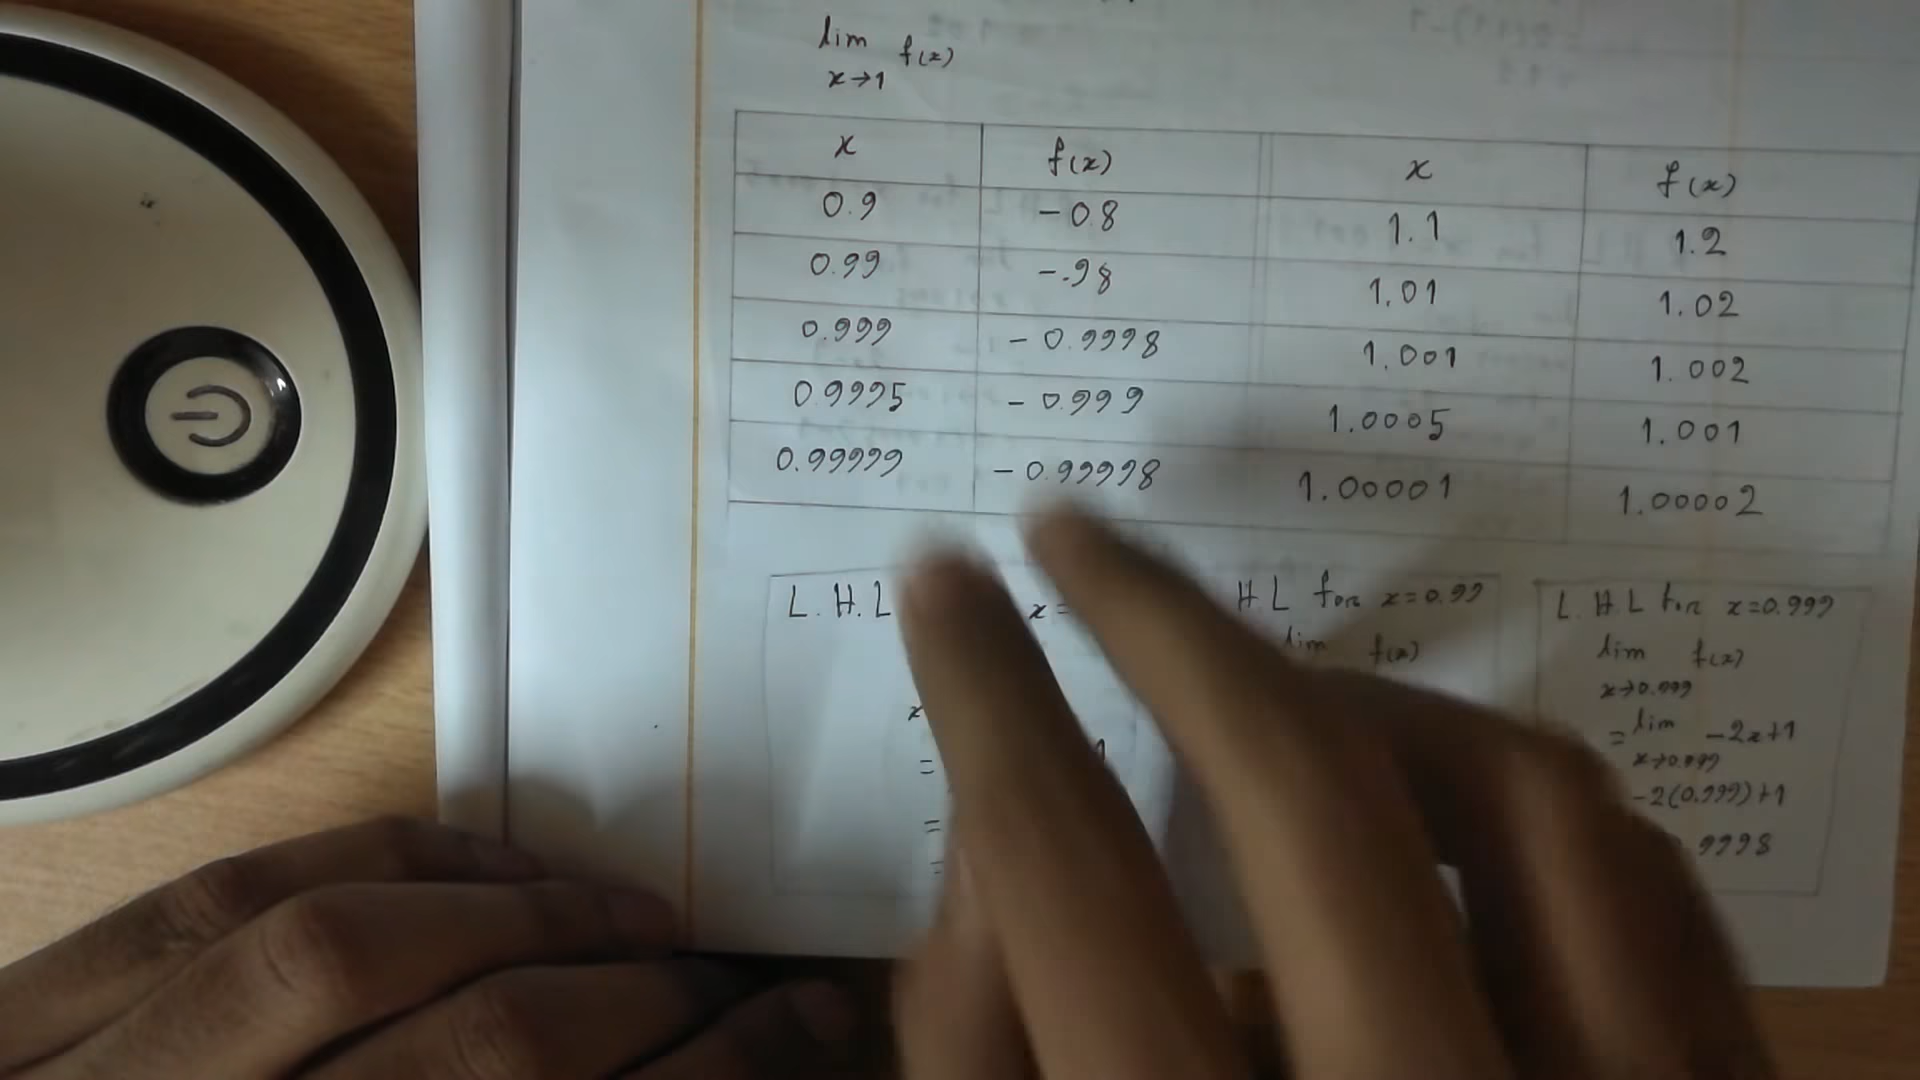 lim f(x)
x→1
x f(x) x f(x)
0.9 -0.8 1.1 1.2
0.99 -.98 1.01 1.02
0.999 -0.9998 1.001 1.002
0.9995 -0.999 1.0005 1.001
0.99999 -0.99998 1.00001 1.00002
L.H.L x=
x
=
=
=
H L for x=0.99
lim f(x)
L.H.L for x=0.999
lim f(x)
x→0.999
= lim -2x+1
x→0.999
-2(0.999)+1
.9998